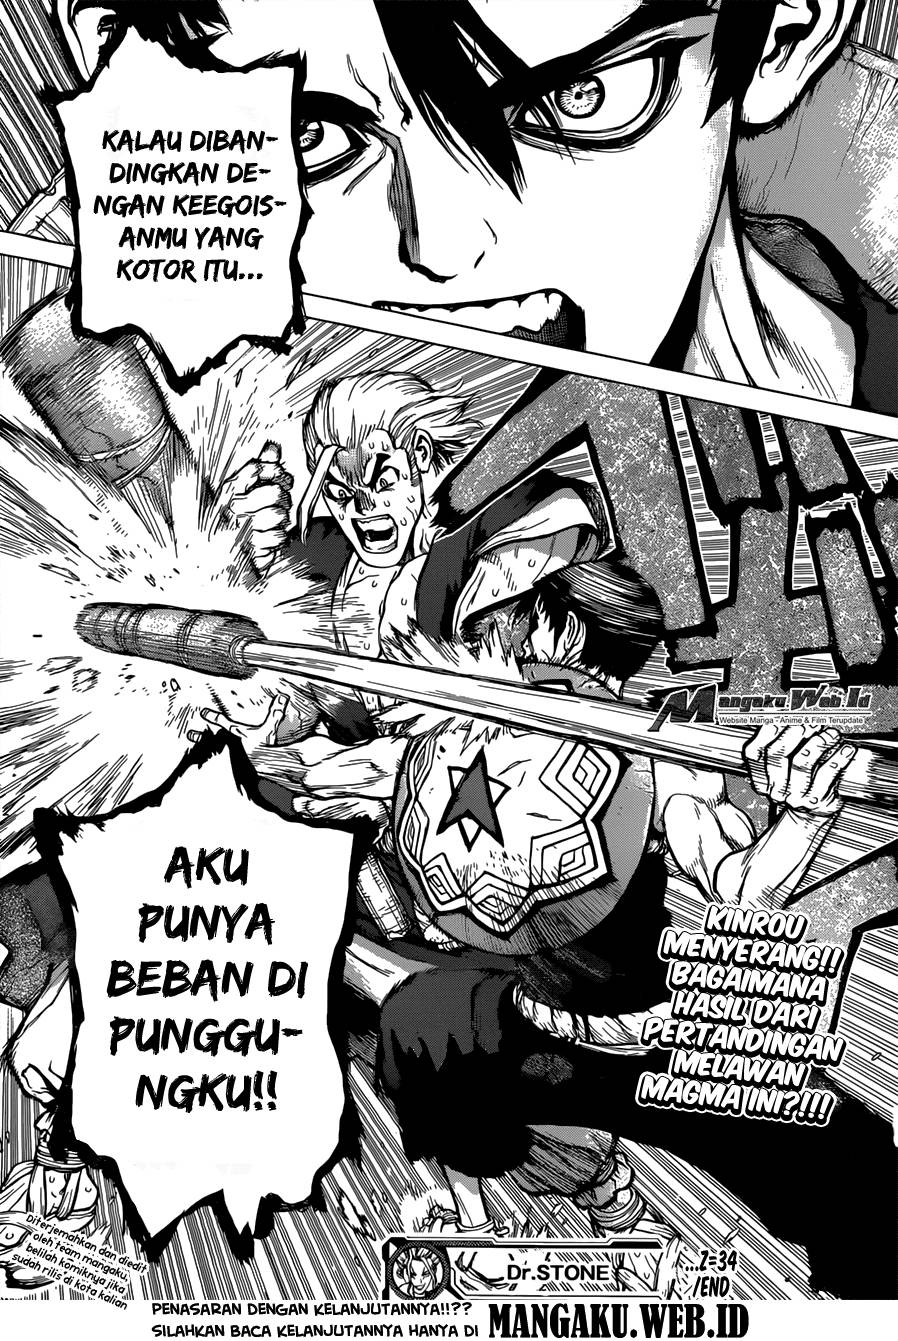 KALAU DIBAN-
DINGKAN DE-
NGAN KEEGOIS-
ANMU YANG
KOTOR ITU...
Mangaku.Web.Id
Website Manga - Anime & Film Terupdate
AKU
PUNYA
BEBAN DI
PUNGGU-
NGKU!!
KINROU
MENYERANG!!
BAGAIMANA
HASIL DARI
PERTANDINGAN
MELAWAN
MAGMA INI?!!!
Diterjemahkan dan diedit
oleh team mangaku,
belilah komiknya jika
sudah rilis di kota kalian
Dr.STONE
...Z=34
/END
PENASARAN DENGAN KELANJUTANNYA!!??
SILAHKAN BACA KELANJUTANNYA HANYA DI MANGAKU.WEB.ID